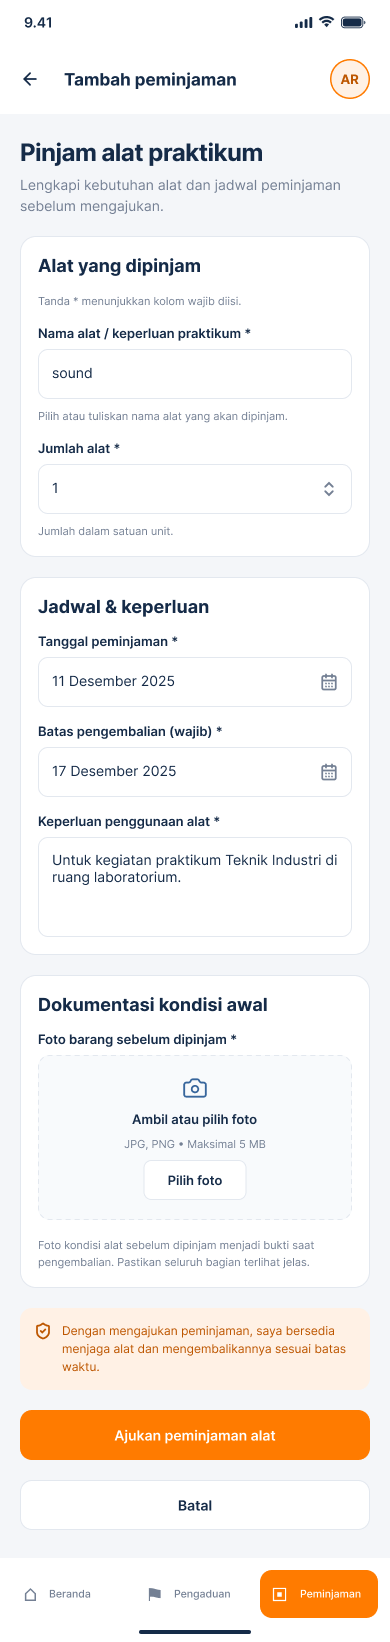 9.41
Tambah peminjaman
AR
Pinjam alat praktikum
Lengkapi kebutuhan alat dan jadwal peminjaman
sebelum mengajukan.
Alat yang dipinjam
Tanda * menunjukkan kolom wajib diisi.
Nama alat / keperluan praktikum *
sound
Pilih atau tuliskan nama alat yang akan dipinjam.
Jumlah alat *
1
Jumlah dalam satuan unit.
Jadwal & keperluan
Tanggal peminjaman *
11 Desember 2025
Batas pengembalian (wajib) *
17 Desember 2025
Keperluan penggunaan alat *
Untuk kegiatan praktikum Teknik Industri di
ruang laboratorium.
Dokumentasi kondisi awal
Foto barang sebelum dipinjam *
Ambil atau pilih foto
JPG, PNG • Maksimal 5 MB
Pilih foto
Foto kondisi alat sebelum dipinjam menjadi bukti saat
pengembalian. Pastikan seluruh bagian terlihat jelas.
Dengan mengajukan peminjaman, saya bersedia
menjaga alat dan mengembalikannya sesuai batas
waktu.
Ajukan peminjaman alat
Batal
Beranda
Pengaduan
Peminjaman